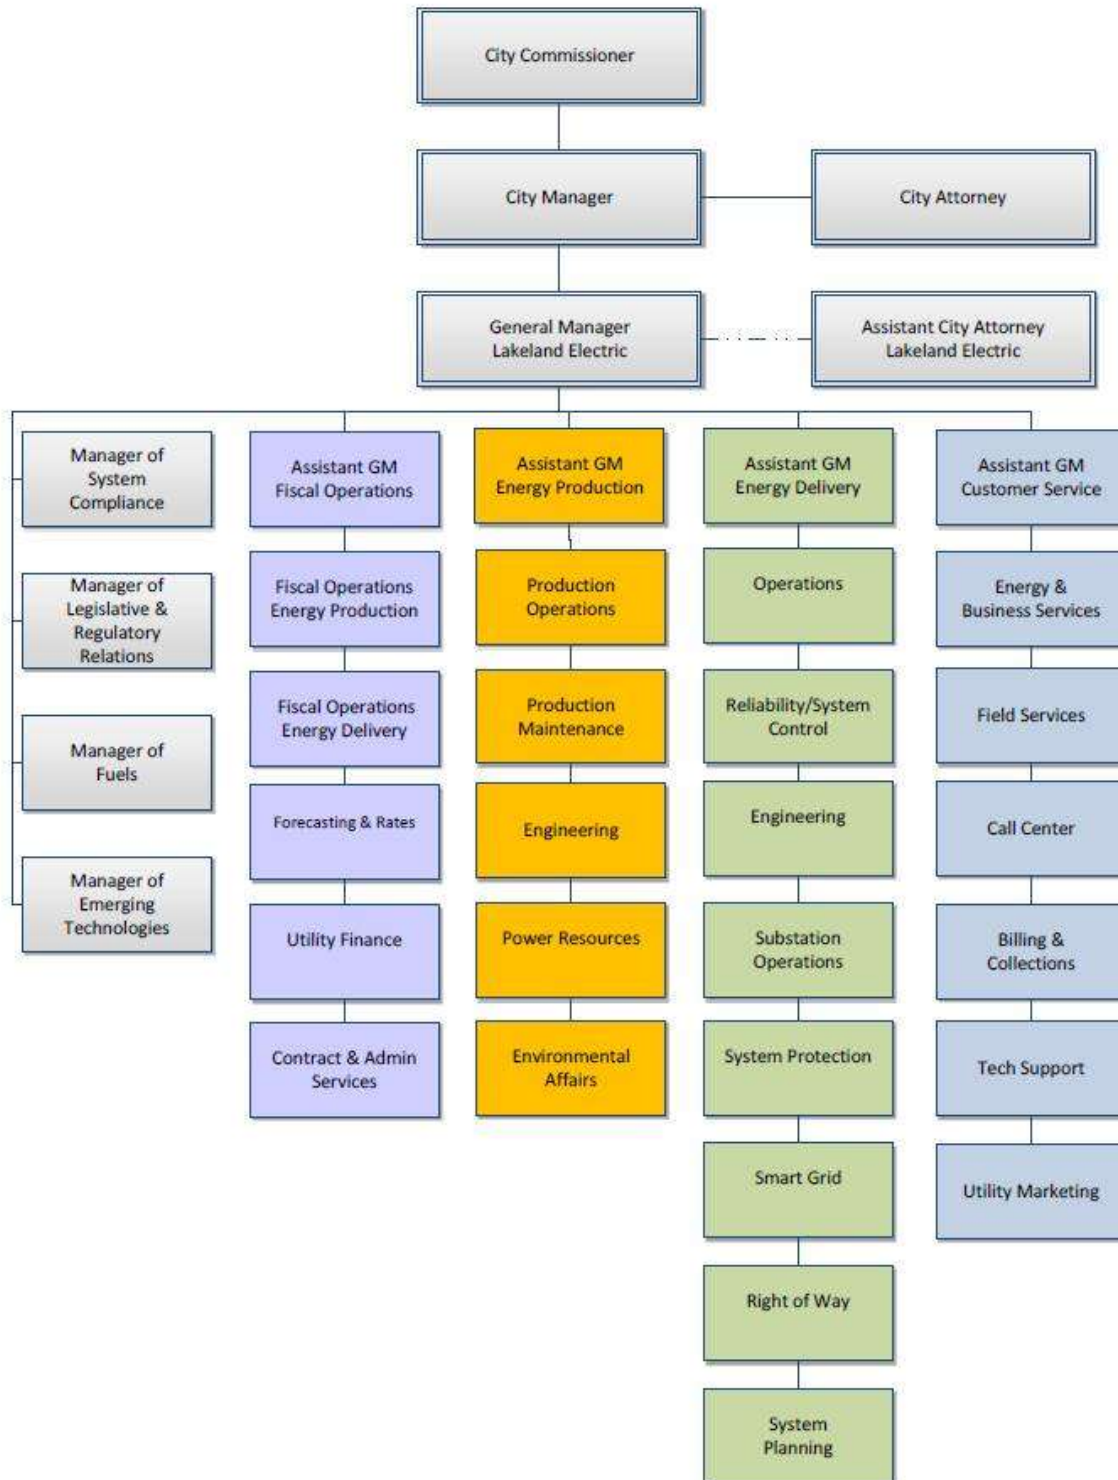 City Commissioner
City Manager
City Attorney
General Manager
Lakeland Electric
Assistant City Attorney
Lakeland Electric
Manager of
System
Compliance
Manager of
Legislative &
Regulatory
Relations
Manager of
Fuels
Manager of
Emerging
Technologies
Assistant GM
Fiscal Operations
Fiscal Operations
Energy Production
Fiscal Operations
Energy Delivery
Forecasting & Rates
Utility Finance
Contract & Admin
Services
Assistant GM
Energy Production
Production
Operations
Production
Maintenance
Engineering
Power Resources
Environmental
Affairs
Assistant GM
Energy Delivery
Operations
Reliability/System
Control
Engineering
Substation
Operations
System Protection
Smart Grid
Right of Way
System
Planning
Assistant GM
Customer Service
Energy &
Business Services
Field Services
Call Center
Billing &
Collections
Tech Support
Utility Marketing